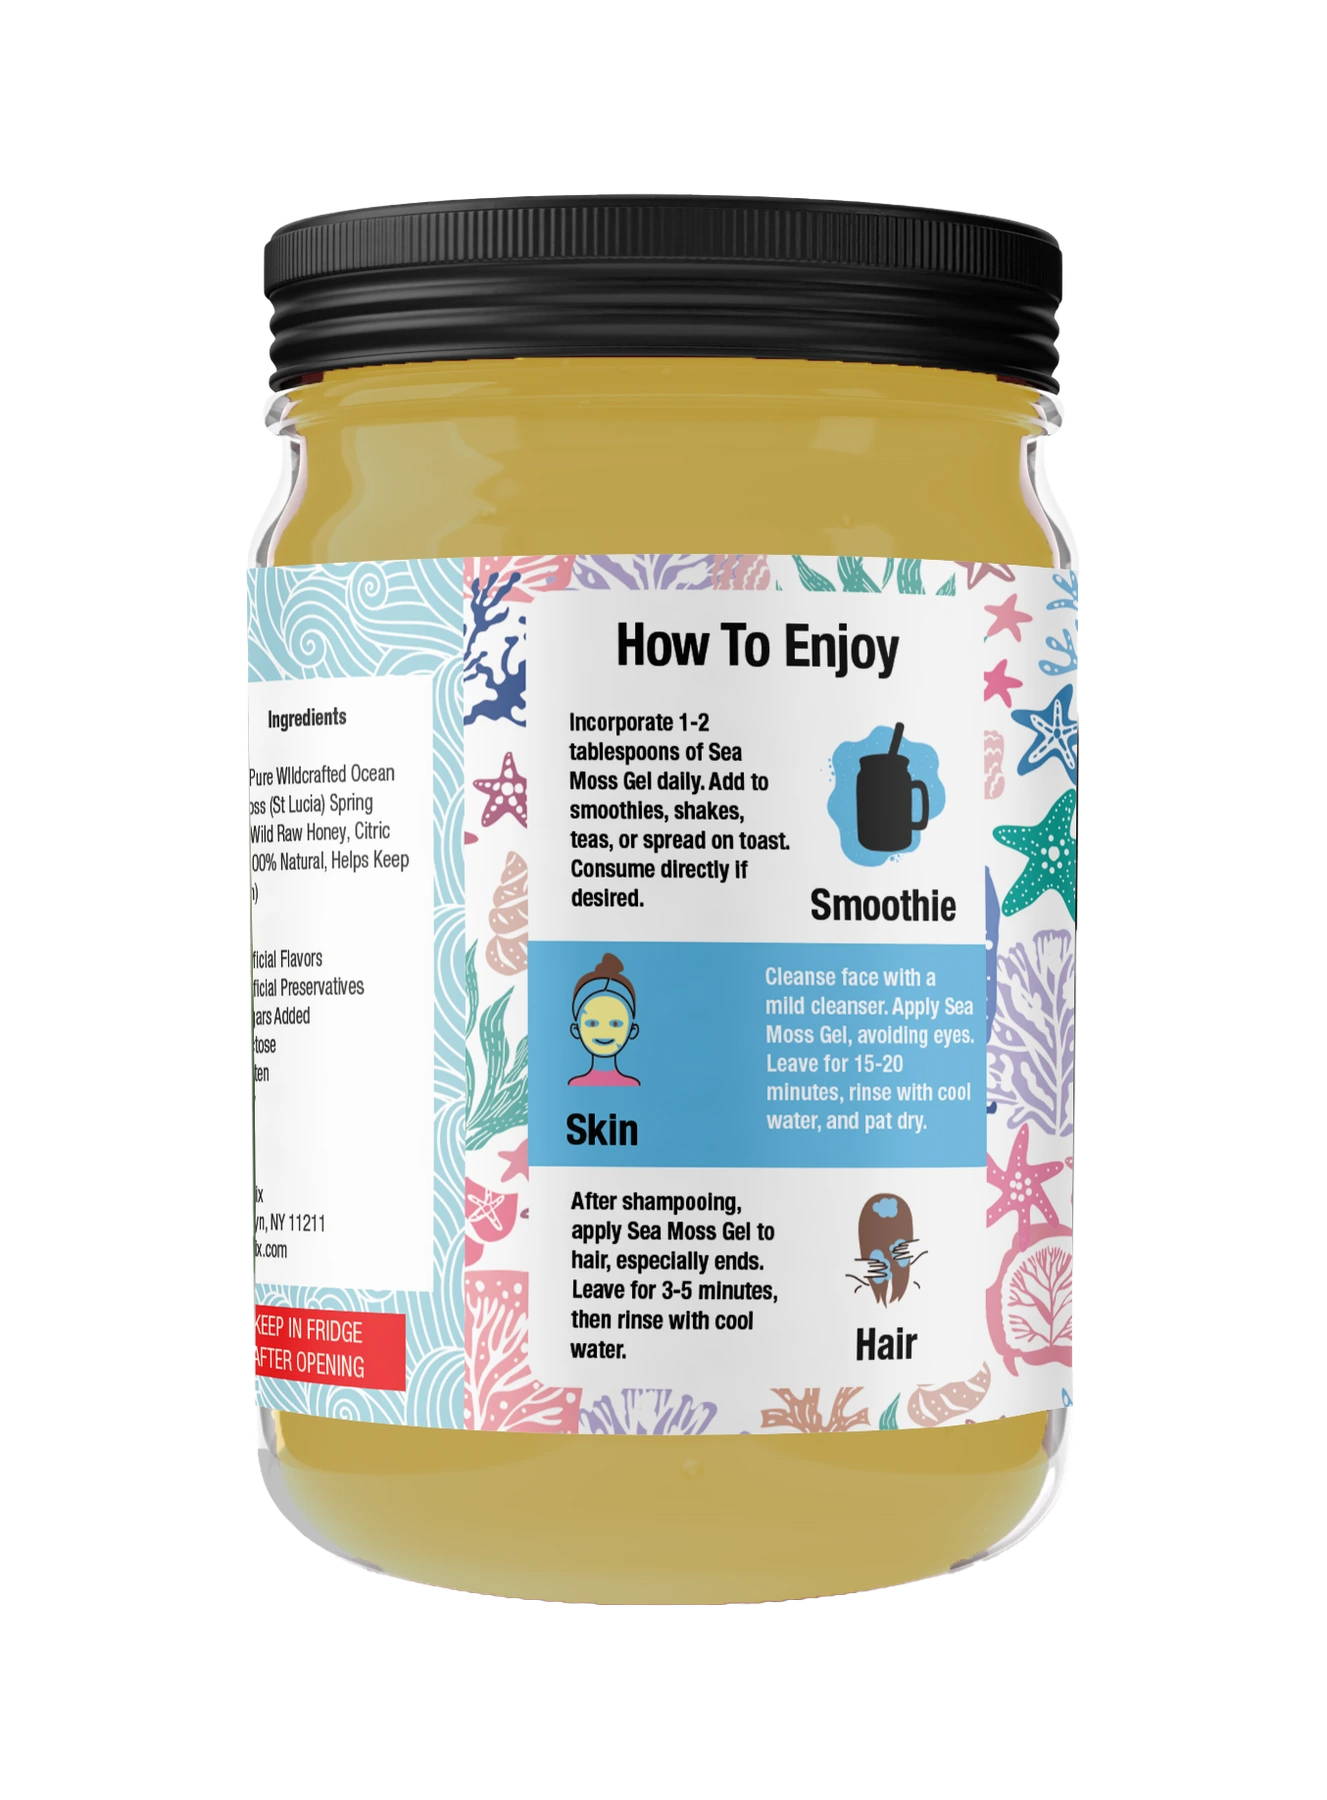 Ingredients
Pure WIldcrafted Ocean
(St Lucia) Spring
Wild Raw Honey, Citric
100% Natural, Helps Keep
Flavors
Preservatives
Added
NY 11211
KEEP IN FRIDGE
AFTER OPENING
How To Enjoy
Incorporate 1-2
tablespoons of Sea
Moss Gel daily. Add to
smoothies, shakes,
teas, or spread on toast.
Consume directly if
desired.
Smoothie
Cleanse face with a
mild cleanser. Apply Sea
Moss Gel, avoiding eyes.
Leave for 15-20
minutes, rinse with cool
water, and pat dry.
Skin
After shampooing,
apply Sea Moss Gel to
hair, especially ends.
Leave for 3-5 minutes,
then rinse with cool
water.
Hair